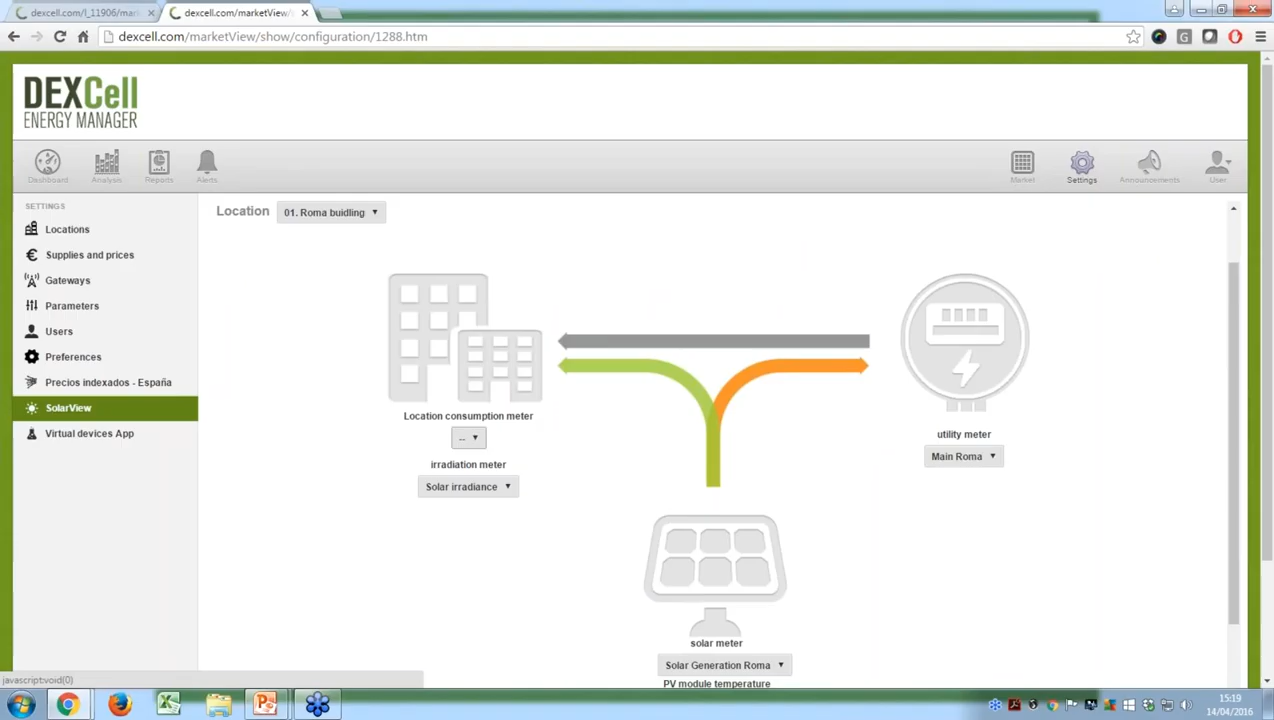 dexcell.com/l_11906/mar
dexcell.com/marketView/
dexcell.com/marketView/show/configuration/1288.htm
DEXCell
ENERGY MANAGER
Dashboard
Analysis
Reports
Alerts
Market
Settings
Announcements
User
SETTINGS
Locations
Supplies and prices
Gateways
Parameters
Users
Preferences
Precios indexados - España
SolarView
Virtual devices App
Location
01. Roma buidling
Location consumption meter
--
irradiation meter
Solar irradiance
utility meter
Main Roma
solar meter
Solar Generation Roma
PV module temperature
javascript:void(0)
15:19
14/04/2016